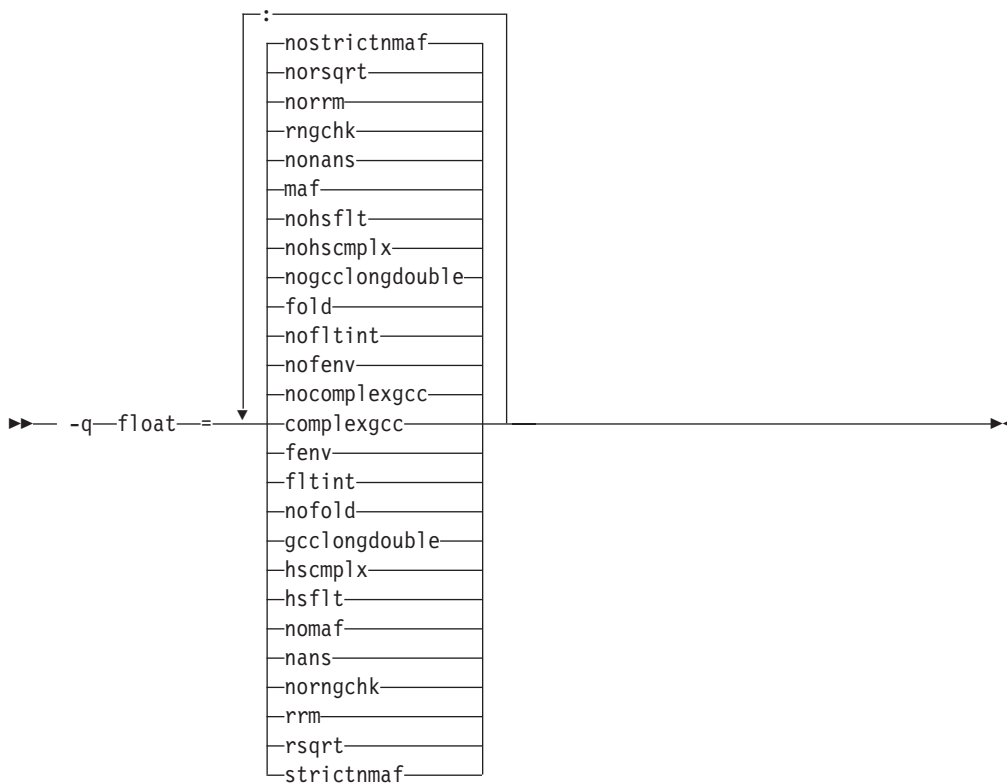 :
nostrictnmaf
norsqrt
norrm
rngchk
nonans
maf
nohsflt
nohscmplx
nogcclongdouble
fold
nofltint
nofenv
nocomplexgcc
-q float = complexgcc
fenv
fltint
nofold
gcclongdouble
hscmplx
hsflt
nomaf
nans
norngchk
rrm
rsqrt
strictnmaf